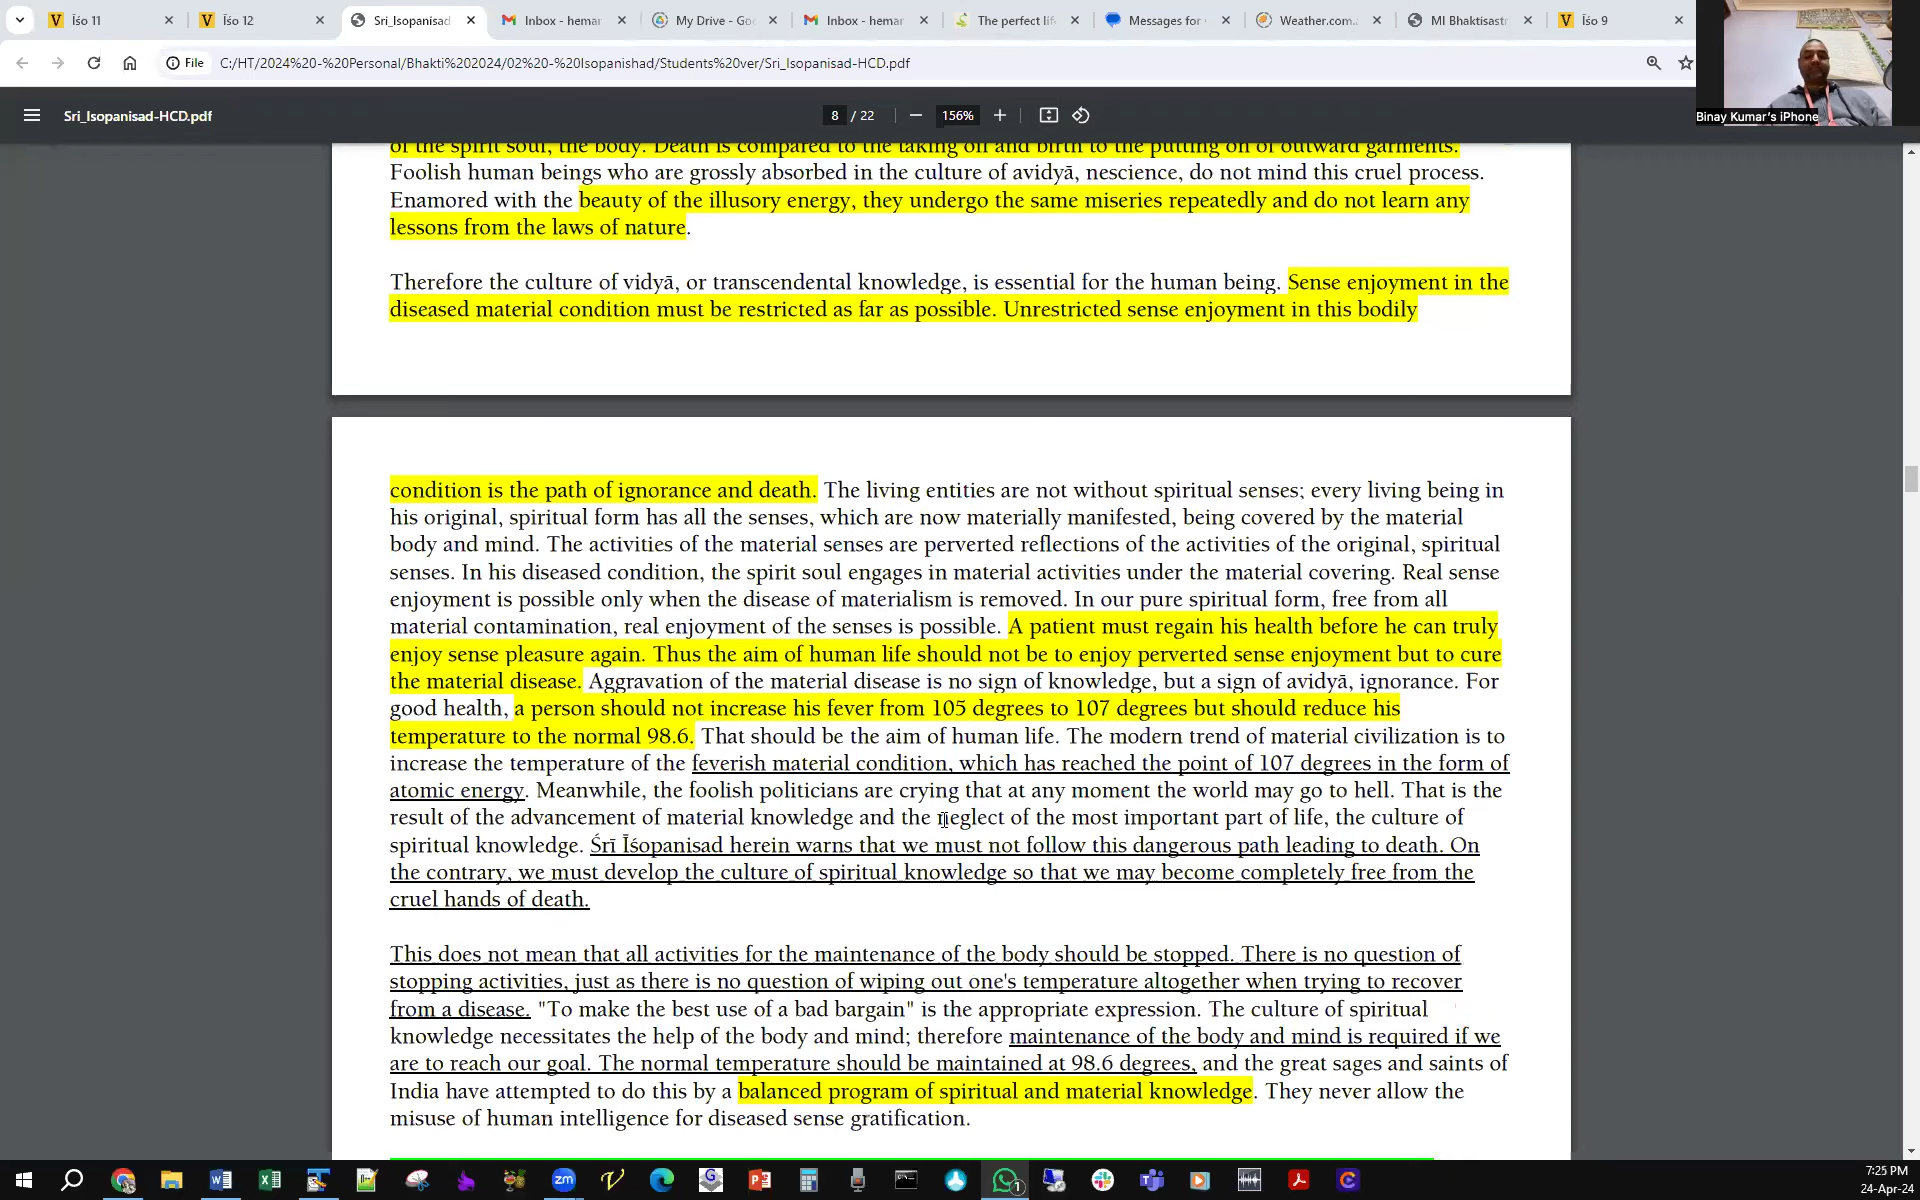 Īśo 11
Īśo 12
Sri_Isopanisad
Inbox - hemar
My Drive - Goo
Inbox - hemar
The perfect lif
Messages for
Weather.com
MI Bhaktisastr
Īśo 9
File
C:/HT/2024%20-%20Personal/Bhakti%202024/02%20-%20Isopanishad/Students%20ver/Sri_Isopanisad-HCD.pdf
Binay Kumar's iPhone
Sri_Isopanisad-HCD.pdf
8 / 22
156%
of the spirit soul, the body. Death is compared to the taking off and birth to the putting on of outward garments.
Foolish human beings who are grossly absorbed in the culture of avidyā, nescience, do not mind this cruel process.
Enamored with the beauty of the illusory energy, they undergo the same miseries repeatedly and do not learn any
lessons from the laws of nature.
Therefore the culture of vidyā, or transcendental knowledge, is essential for the human being. Sense enjoyment in the
diseased material condition must be restricted as far as possible. Unrestricted sense enjoyment in this bodily
condition is the path of ignorance and death. The living entities are not without spiritual senses; every living being in
his original, spiritual form has all the senses, which are now materially manifested, being covered by the material
body and mind. The activities of the material senses are perverted reflections of the activities of the original, spiritual
senses. In his diseased condition, the spirit soul engages in material activities under the material covering. Real sense
enjoyment is possible only when the disease of materialism is removed. In our pure spiritual form, free from all
material contamination, real enjoyment of the senses is possible. A patient must regain his health before he can truly
enjoy sense pleasure again. Thus the aim of human life should not be to enjoy perverted sense enjoyment but to cure
the material disease. Aggravation of the material disease is no sign of knowledge, but a sign of avidyā, ignorance. For
good health, a person should not increase his fever from 105 degrees to 107 degrees but should reduce his
temperature to the normal 98.6. That should be the aim of human life. The modern trend of material civilization is to
increase the temperature of the feverish material condition, which has reached the point of 107 degrees in the form of
atomic energy. Meanwhile, the foolish politicians are crying that at any moment the world may go to hell. That is the
result of the advancement of material knowledge and the neglect of the most important part of life, the culture of
spiritual knowledge. Śrī Īśopanisad herein warns that we must not follow this dangerous path leading to death. On
the contrary, we must develop the culture of spiritual knowledge so that we may become completely free from the
cruel hands of death.
This does not mean that all activities for the maintenance of the body should be stopped. There is no question of
stopping activities, just as there is no question of wiping out one's temperature altogether when trying to recover
from a disease. "To make the best use of a bad bargain" is the appropriate expression. The culture of spiritual
knowledge necessitates the help of the body and mind; therefore maintenance of the body and mind is required if we
are to reach our goal. The normal temperature should be maintained at 98.6 degrees, and the great sages and saints of
India have attempted to do this by a balanced program of spiritual and material knowledge. They never allow the
misuse of human intelligence for diseased sense gratification.
7:25 PM
24-Apr-24